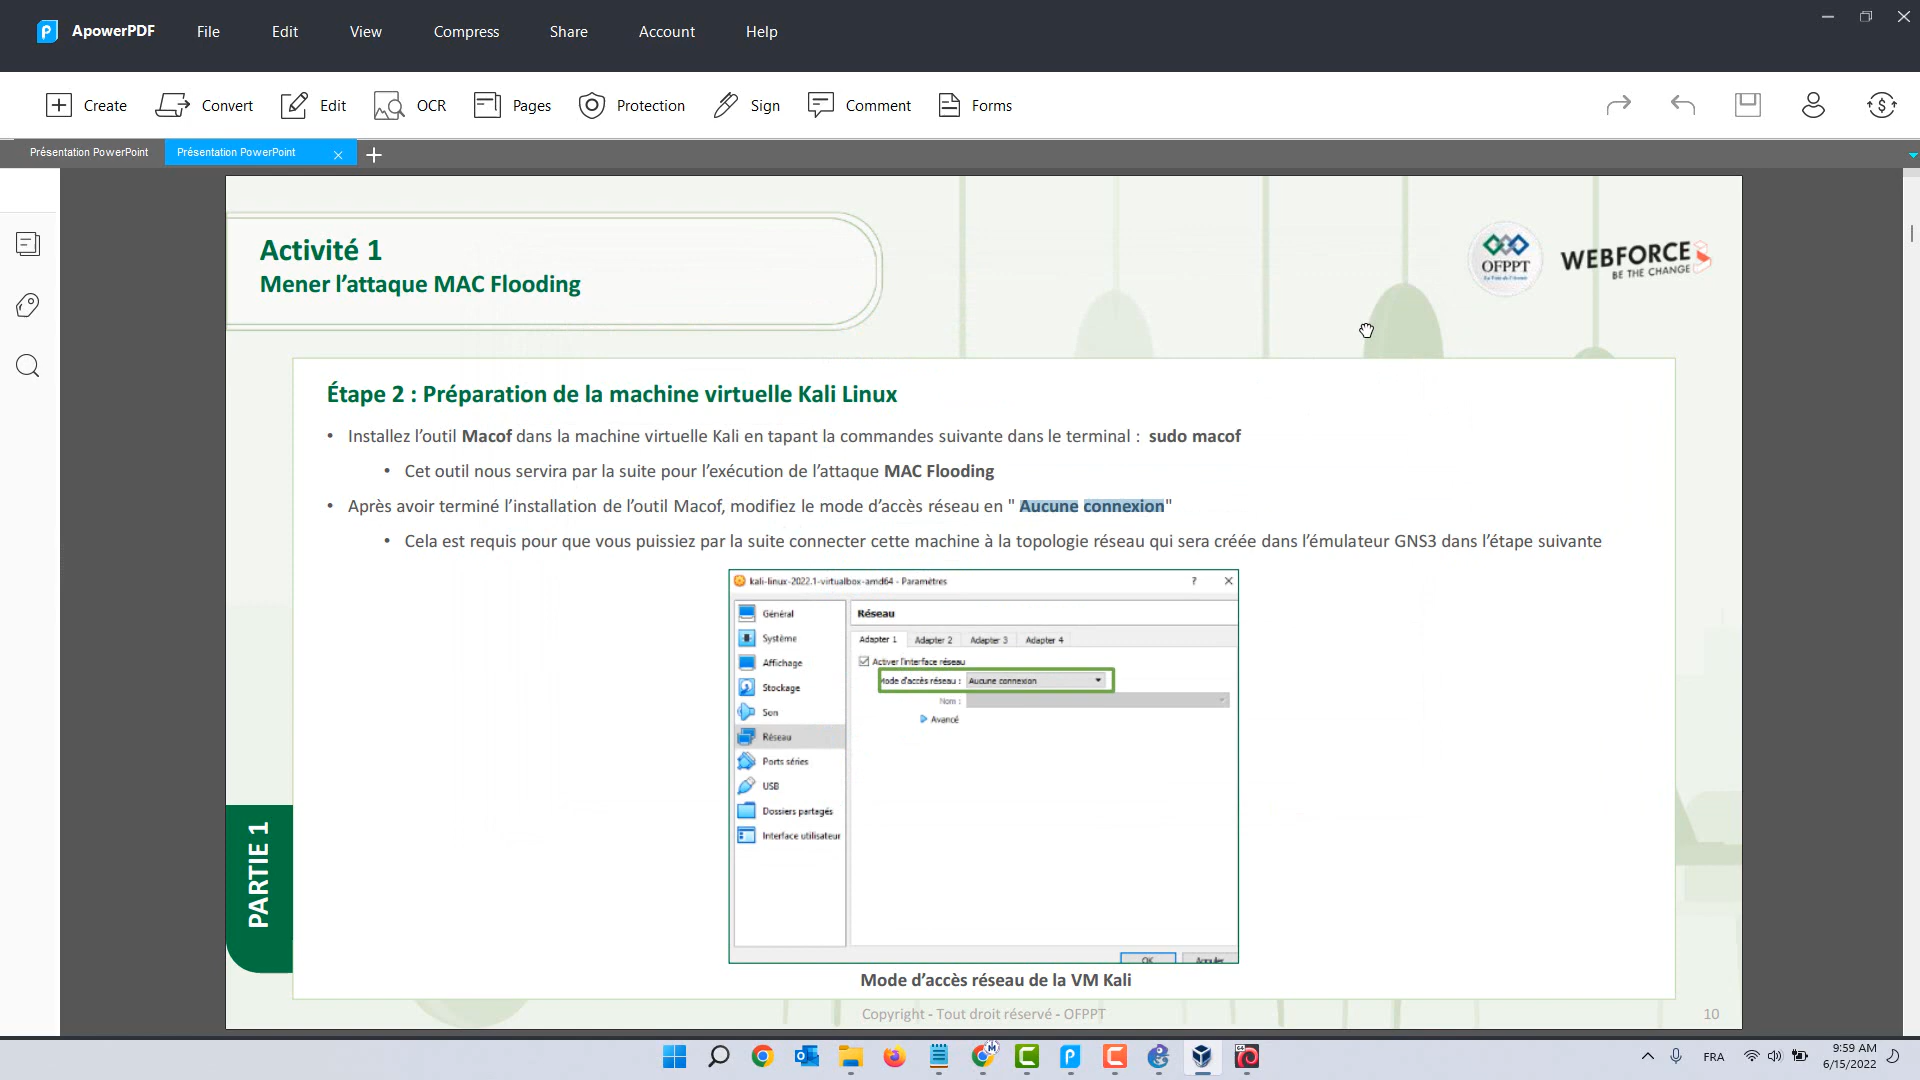 ApowerPDF
File Edit View Compress Share Account Help
Create Convert Edit OCR Pages Protection Sign Comment Forms
Présentation PowerPoint Présentation PowerPoint
Activité 1
Mener l'attaque MAC Flooding
OFPPT
WEBFORCE
BE THE CHANGE
Étape 2 : Préparation de la machine virtuelle Kali Linux
• Installez l'outil Macof dans la machine virtuelle Kali en tapant la commandes suivante dans le terminal : sudo macof
• Cet outil nous servira par la suite pour l'exécution de l'attaque MAC Flooding
• Après avoir terminé l'installation de l'outil Macof, modifiez le mode d'accès réseau en " Aucune connexion"
• Cela est requis pour que vous puissiez par la suite connecter cette machine à la topologie réseau qui sera créée dans l'émulateur GNS3 dans l'étape suivante
kali-linux-2022.1-virtualbox-amd64 - Paramètres
Général
Système
Affichage
Stockage
Son
Réseau
Ports séries
USB
Dossiers partagés
Interface utilisateur
Réseau
Adapter 1 Adapter 2 Adapter 3 Adapter 4
Activer l'interface réseau
Mode d'accès réseau : Aucune connexion
Nom :
Avancé
OK Annuler
Mode d'accès réseau de la VM Kali
PARTIE 1
Copyright - Tout droit réservé - OFPPT
10
FRA
9:59 AM
6/15/2022